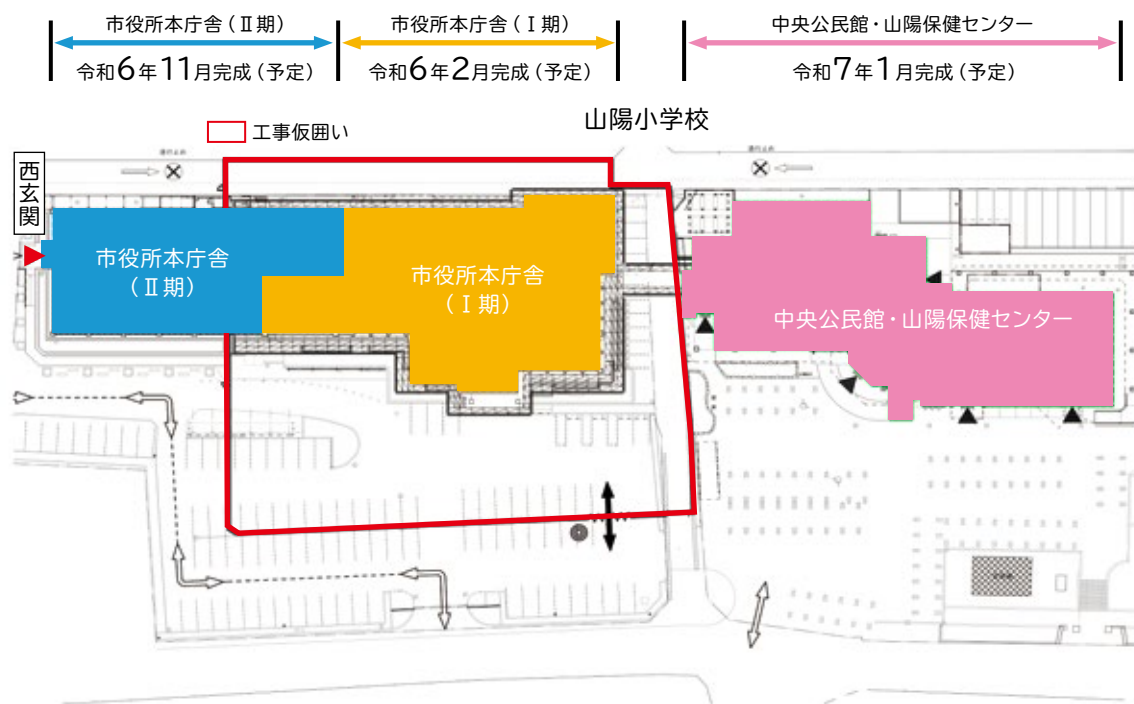 市役所本庁舎(Ⅱ期)
市役所本庁舎(Ⅰ期)
中央公民館・山陽保健センター
令和6年11月完成(予定)
令和6年2月完成(予定)
令和7年1月完成(予定)
工事仮囲い
山陽小学校
西玄関
市役所本庁舎
(Ⅱ期)
市役所本庁舎
(Ⅰ期)
中央公民館・山陽保健センター